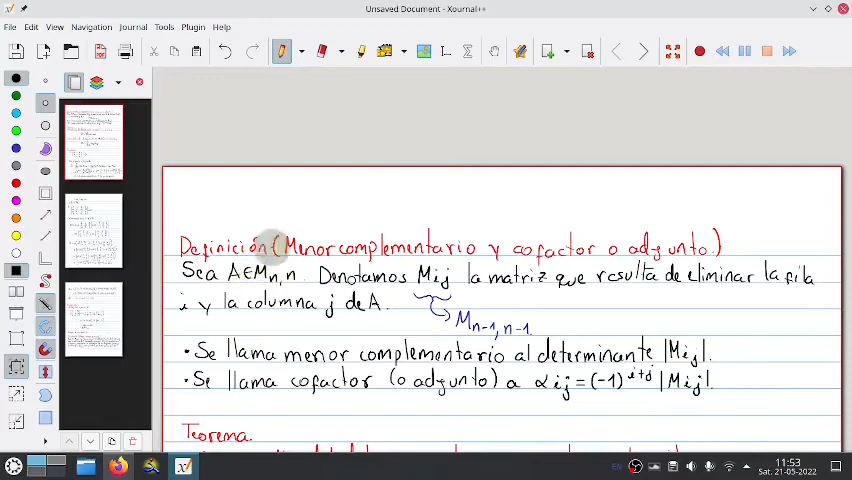 Unsaved Document - Xournal++
File Edit View Navigation Journal Tools Plugin Help
Definición (Menor complementario y cofactor o adjunto.)
Sea A∈Mn,n. Denotamos Mij la matriz que resulta de eliminar la fila
i y la columna j de A.
Mn-1,n-1.
• Se llama menor complementario al determinante |Mij|.
• Se llama cofactor (o adjunto) a αij=(-1)^i+j |Mij|.
Teorema.
EN
11:53
Sat. 21-05-2022